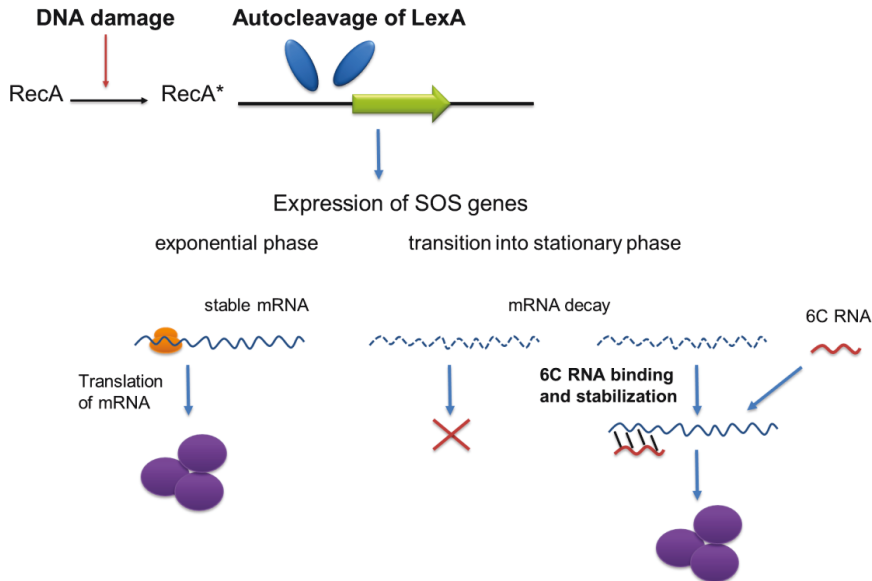 DNA damage
Autocleavage of LexA
RecA
RecA*
Expression of SOS genes
exponential phase
transition into stationary phase
stable mRNA
mRNA decay
6C RNA
Translation
of mRNA
6C RNA binding
and stabilization